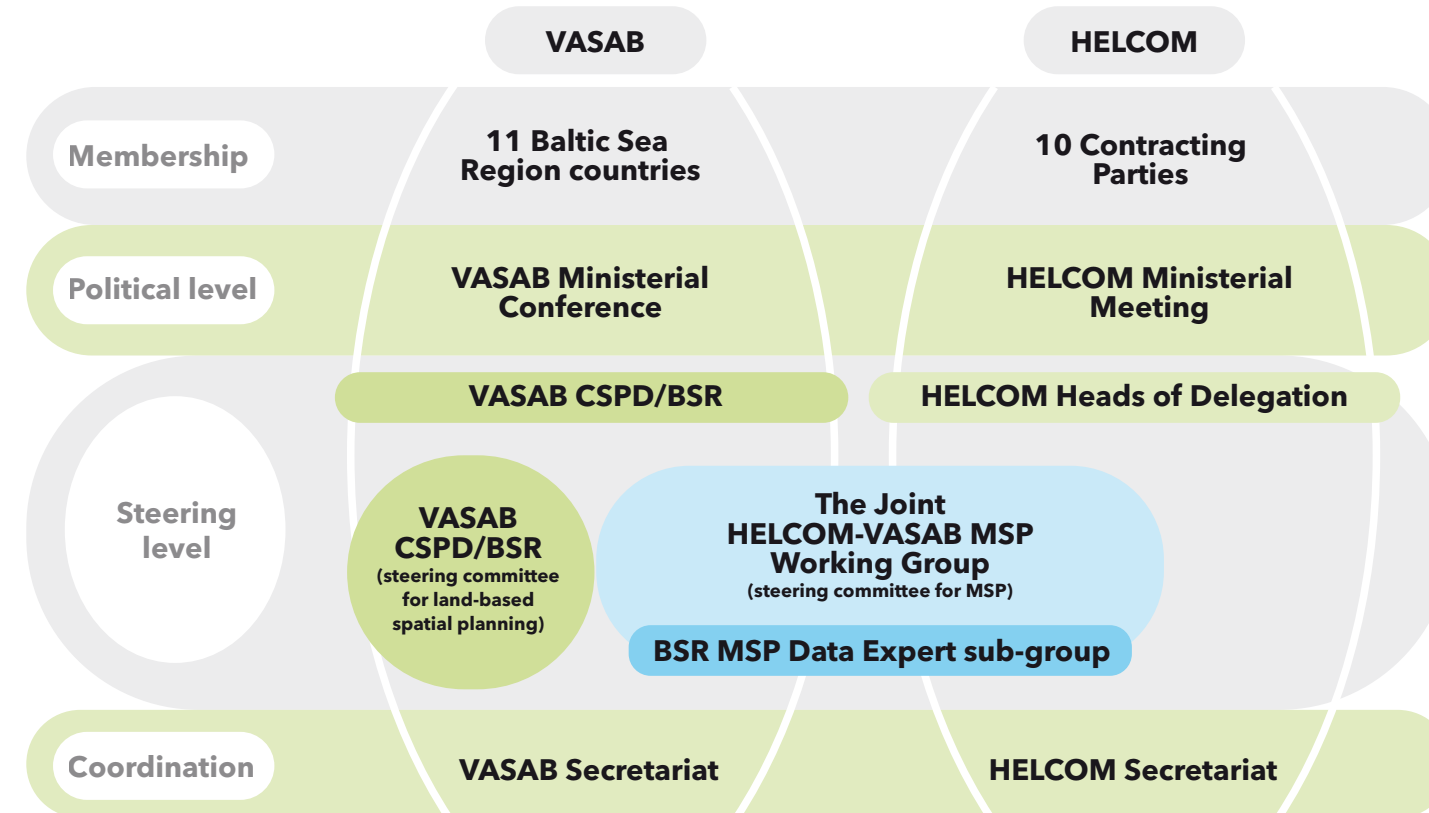 VASAB
HELCOM
Membership
11 Baltic Sea
Region countries
10 Contracting
Parties
Political level
VASAB Ministerial
Conference
HELCOM Ministerial
Meeting
VASAB CSPD/BSR
HELCOM Heads of Delegation
Steering
level
VASAB
CSPD/BSR
(steering committee
for land-based
spatial planning)
The Joint
HELCOM-VASAB MSP
Working Group
(steering committee for MSP)
BSR MSP Data Expert sub-group
Coordination
VASAB Secretariat
HELCOM Secretariat